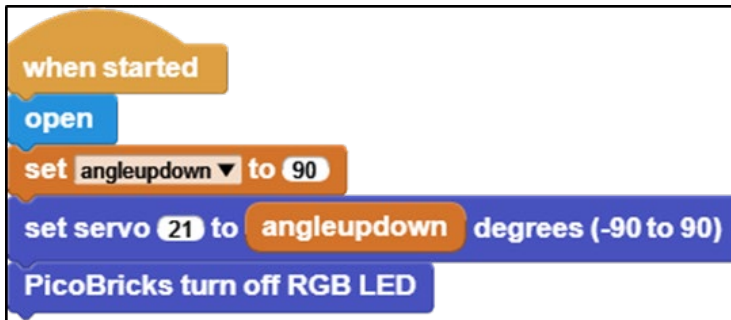 when started
open
set angleupdown to 90
set servo 21 to angleupdown degrees (-90 to 90)
PicoBricks turn off RGB LED